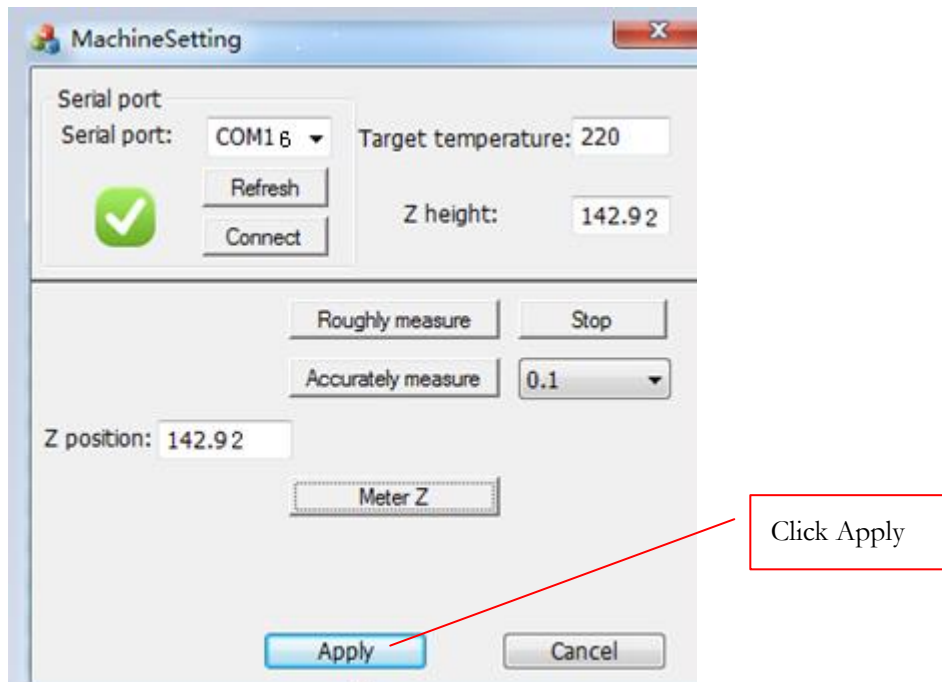 MachineSetting
Serial port
Serial port: COM16 Target temperature: 220
Refresh
Z height: 142.92
Connect
Roughly measure Stop
Accurately measure 0.1
Z position: 142.92
Meter Z
Click Apply
Apply Cancel